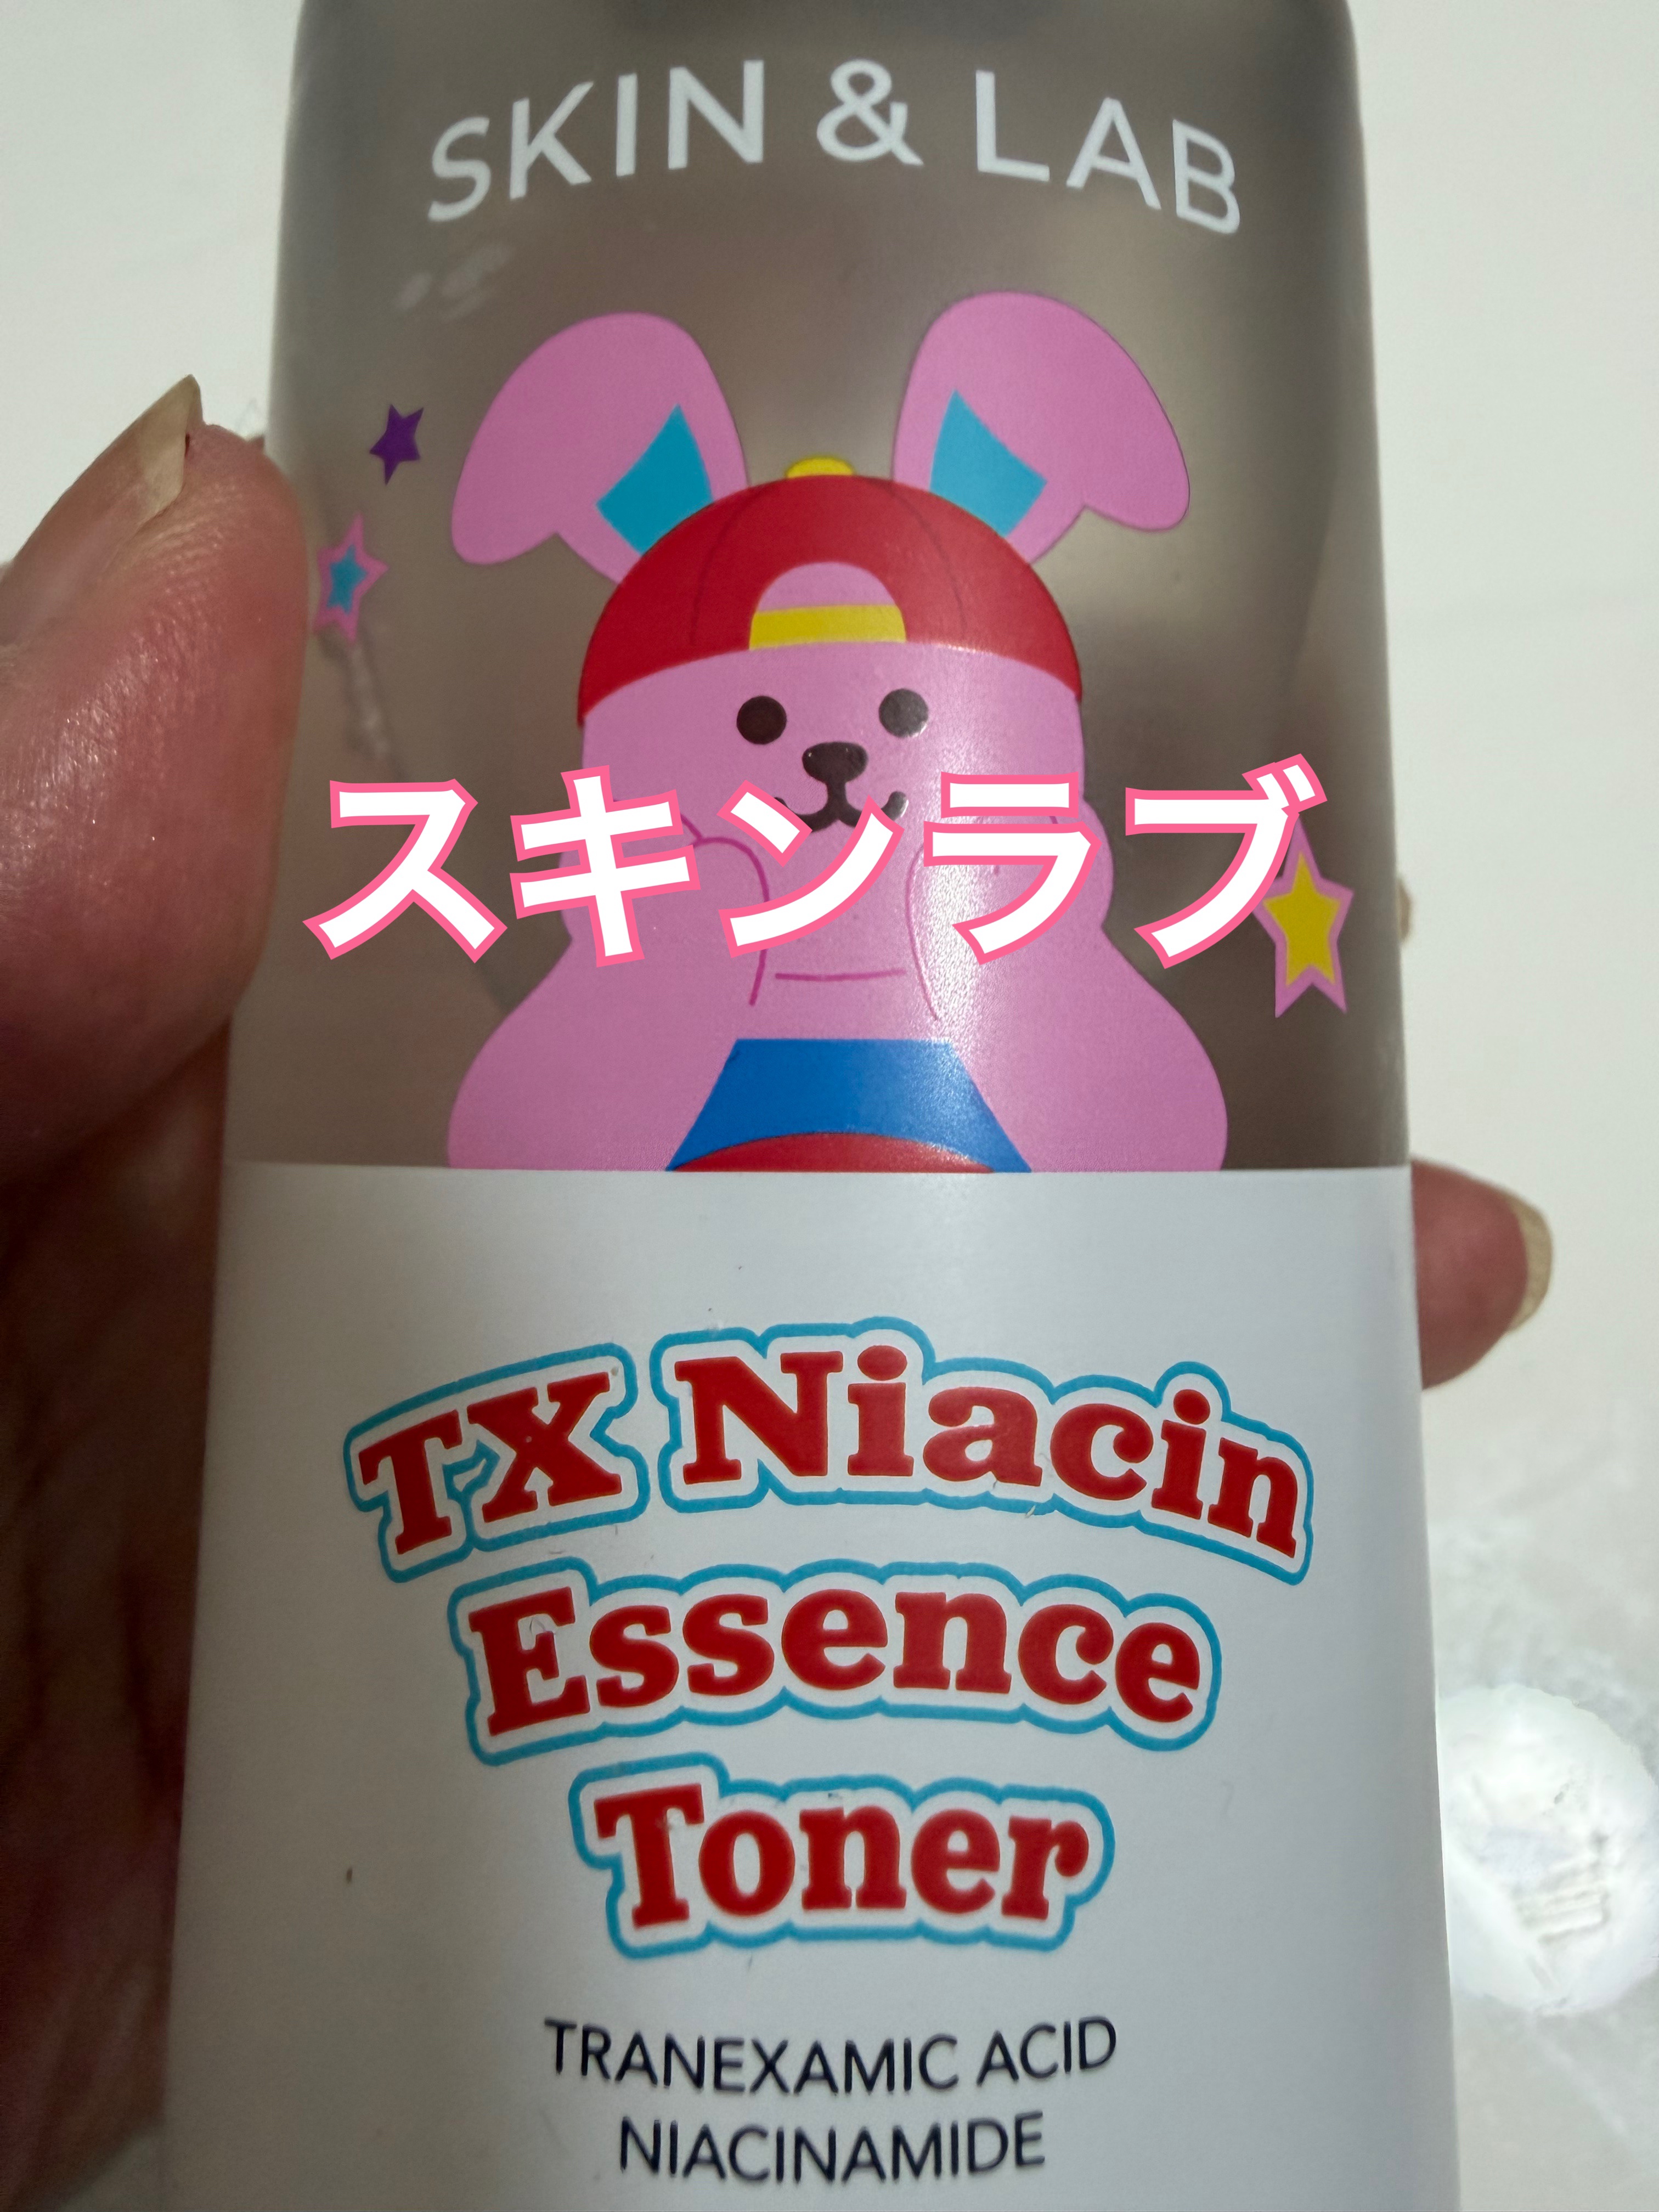 SKIN & LAB
スキンラブ
TX Niacin
Essence
Toner
TRANEXAMIC ACID
NIACINAMIDE